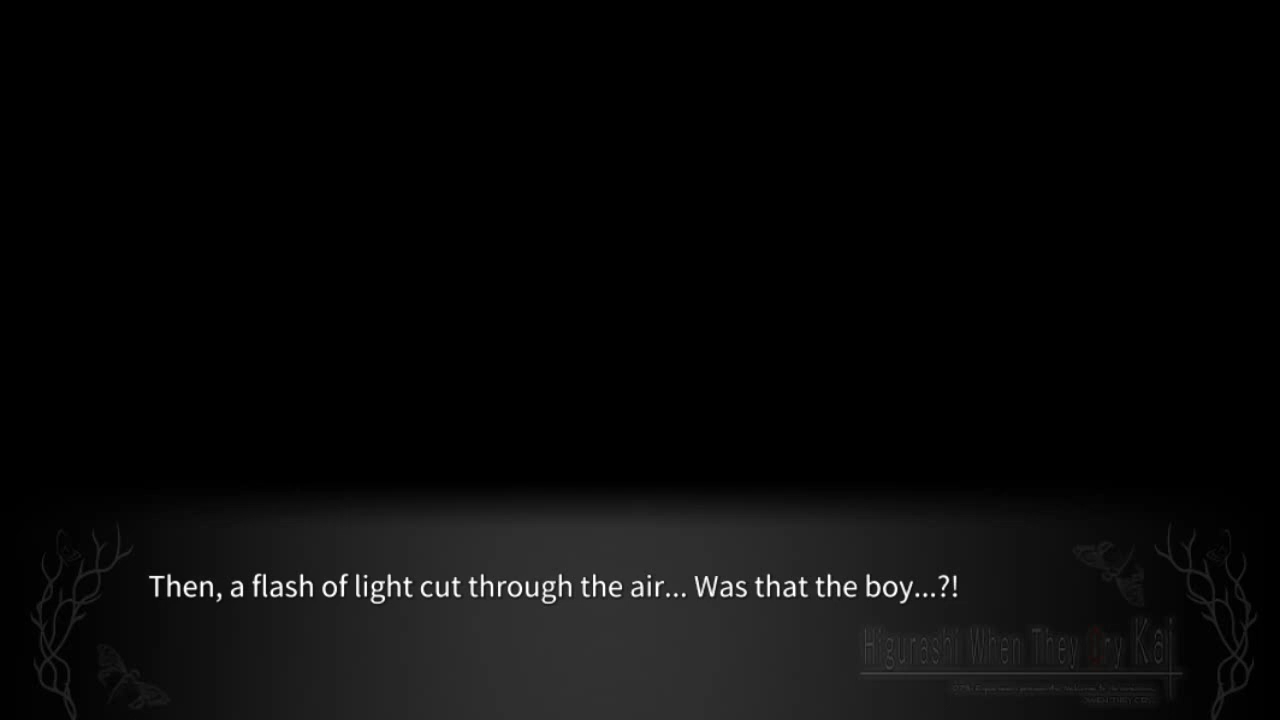 Then, a flash of light cut through the air... Was that the boy...?!
Higurashi When They Cry Kai